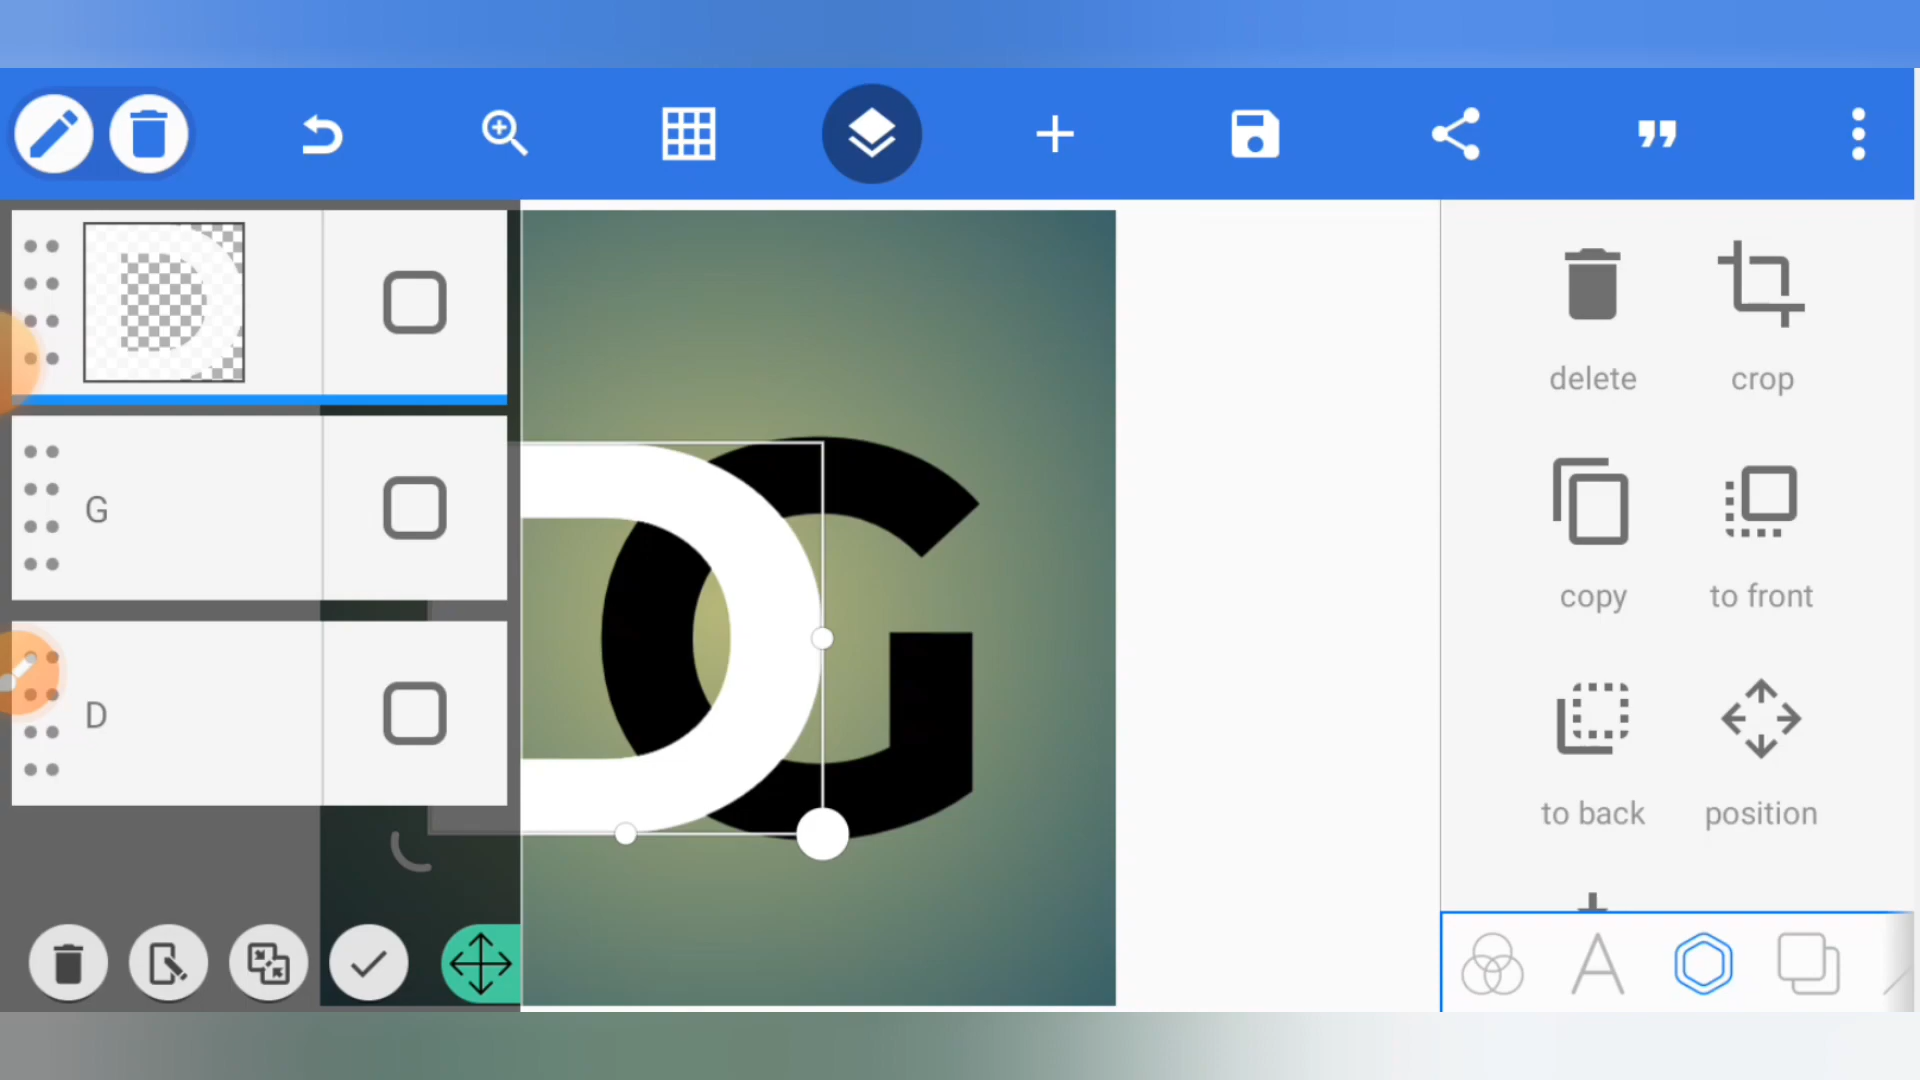 G
D
D
G
delete
crop
copy
to front
to back
position